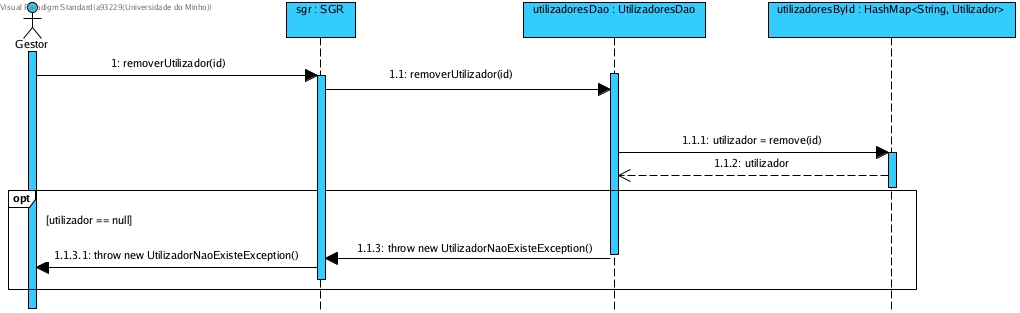 Visual Paradigm Standard(a93229(Universidade do Minho))
Gestor
sgr : SGR
utilizadoresDao : UtilizadoresDao
utilizadoresById : HashMap<String, Utilizador>
1: removerUtilizador(id)
1.1: removerUtilizador(id)
1.1.1: utilizador = remove(id)
1.1.2: utilizador
opt
[utilizador == null]
1.1.3: throw new UtilizadorNaoExisteException()
1.1.3.1: throw new UtilizadorNaoExisteException()